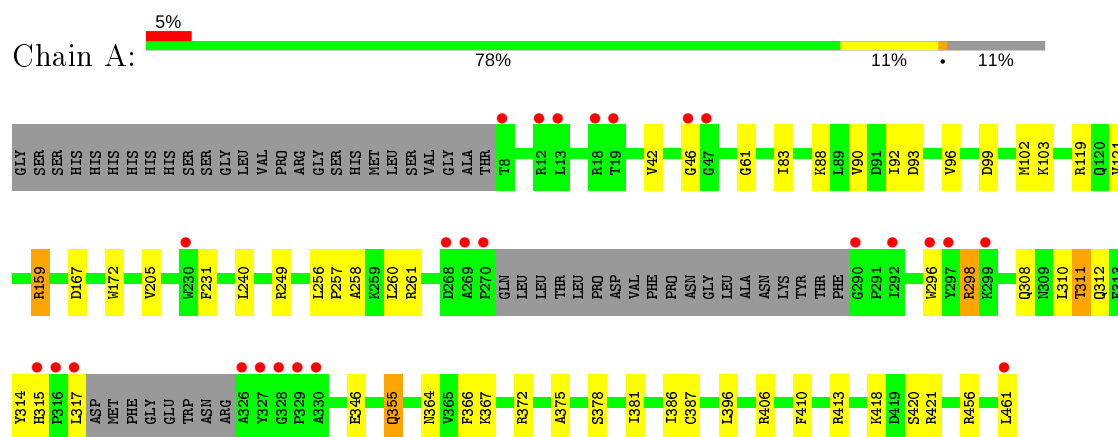 5%
Chain A:
78% 11% • 11%
GLY SER SER HIS HIS HIS HIS HIS HIS SER SER GLY LEU VAL PRO ARG GLY SER HIS MET LEU SER VAL GLY ALA THR T8 R12 L13 R18 T19 V42 G46 G47 G61 I83 K88 L89 V90 D91 I92 D93 V96 D99 M102 K103 R119 Q120 V121
R159 D167 W172 V205 W230 F231 L240 R249 L256 P257 A258 K259 L260 R261 D268 A269 P270 GLN LEU LEU THR LEU PRO ASP VAL PHE PRO ASN GLY LEU ALA ASN LYS TYR THR PHE G290 P291 I292 W296 Y297 R298 K299 Q308 N309 L310 T311 Q312 F313
Y314 H315 P316 L317 ASP MET PHE GLY GLU TRP ASN ARG A326 Y327 G328 P329 A330 E346 Q355 N364 V365 F366 K367 R372 A375 S378 I381 I386 C387 L396 R406 F410 R413 K418 D419 S420 R421 R456 L461